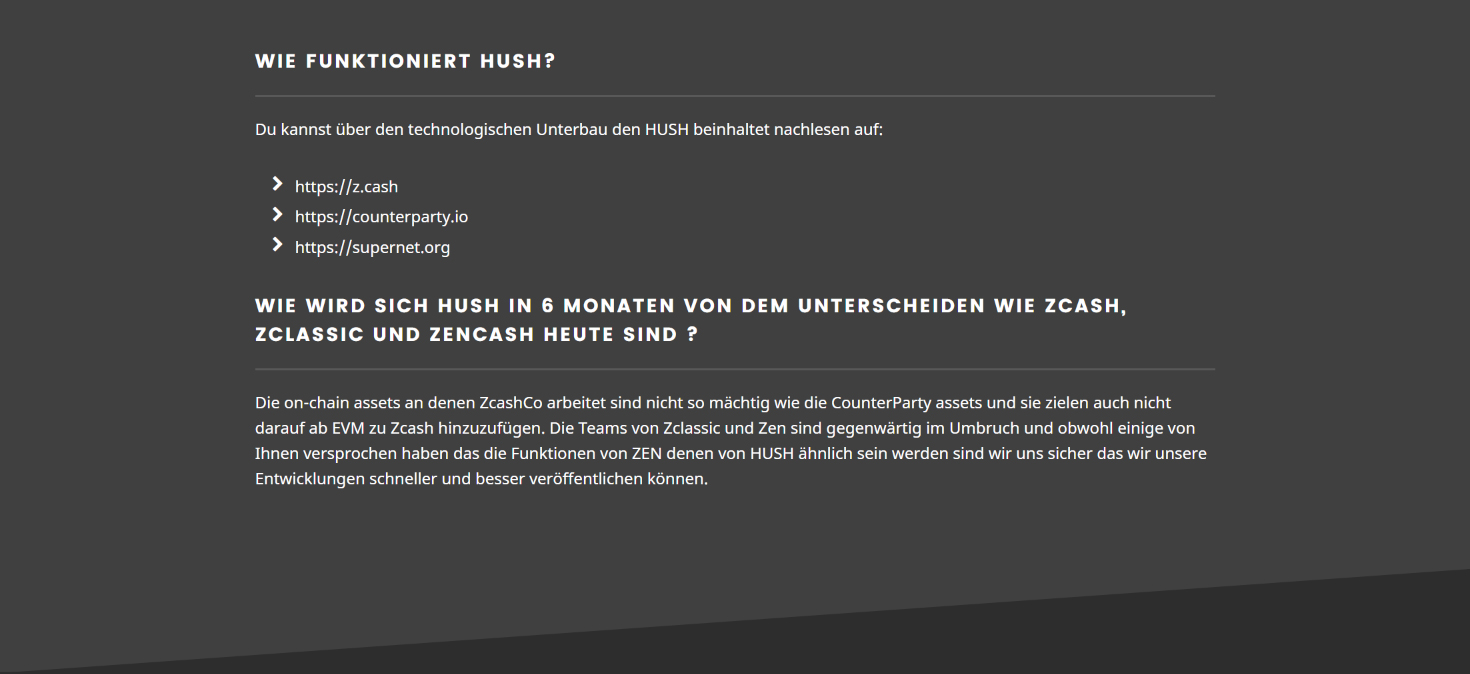 WIE FUNKTIONIERT HUSH?
Du kannst über den technologischen Unterbau den HUSH beinhaltet nachlesen auf:
https://z.cash
https://counterparty.io
https://supernet.org
WIE WIRD SICH HUSH IN 6 MONATEN VON DEM UNTERSCHEIDEN WIE ZCASH,
ZCLASSIC UND ZENCASH HEUTE SIND ?
Die on-chain assets an denen ZcashCo arbeitet sind nicht so mächtig wie die CounterParty assets und sie zielen auch nicht
darauf ab EVM zu Zcash hinzuzufügen. Die Teams von Zclassic und Zen sind gegenwärtig im Umbruch und obwohl einige von
Ihnen versprochen haben das die Funktionen von ZEN denen von HUSH ähnlich sein werden sind wir uns sicher das wir unsere
Entwicklungen schneller und besser veröffentlichen können.